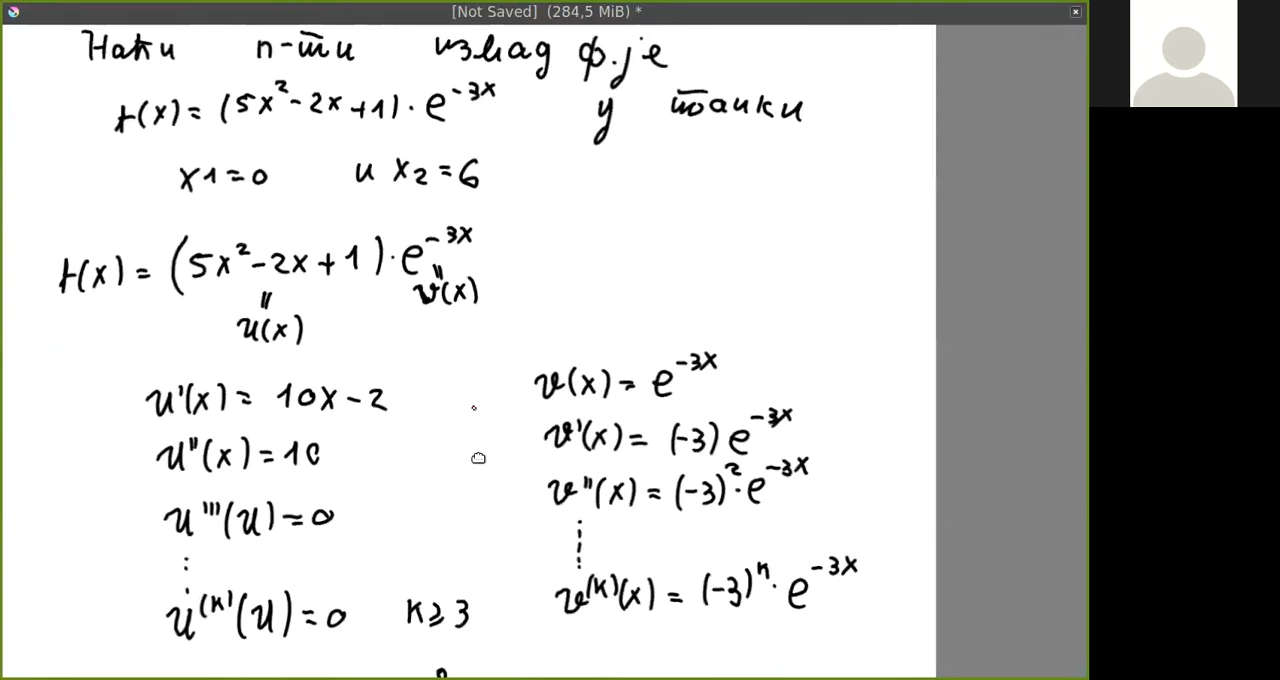 [Not Saved] (284,5 MiB) *
Наћи n-ти извад ф.је
f(x) = (5x² - 2x + 1) · e^{-3x} у тачки
x1 = 0 и x₂ = 6
f(x) = (5x² - 2x + 1) · e^{-3x}
u(x) v(x)
u'(x) = 10x - 2
u''(x) = 10
u'''(u) = 0
u^{(k)}(u) = 0 k ≥ 3
v(x) = e^{-3x}
v'(x) = (-3) e^{-3x}
v''(x) = (-3)² · e^{-3x}
v^{(k)}(x) = (-3)^k · e^{-3x}